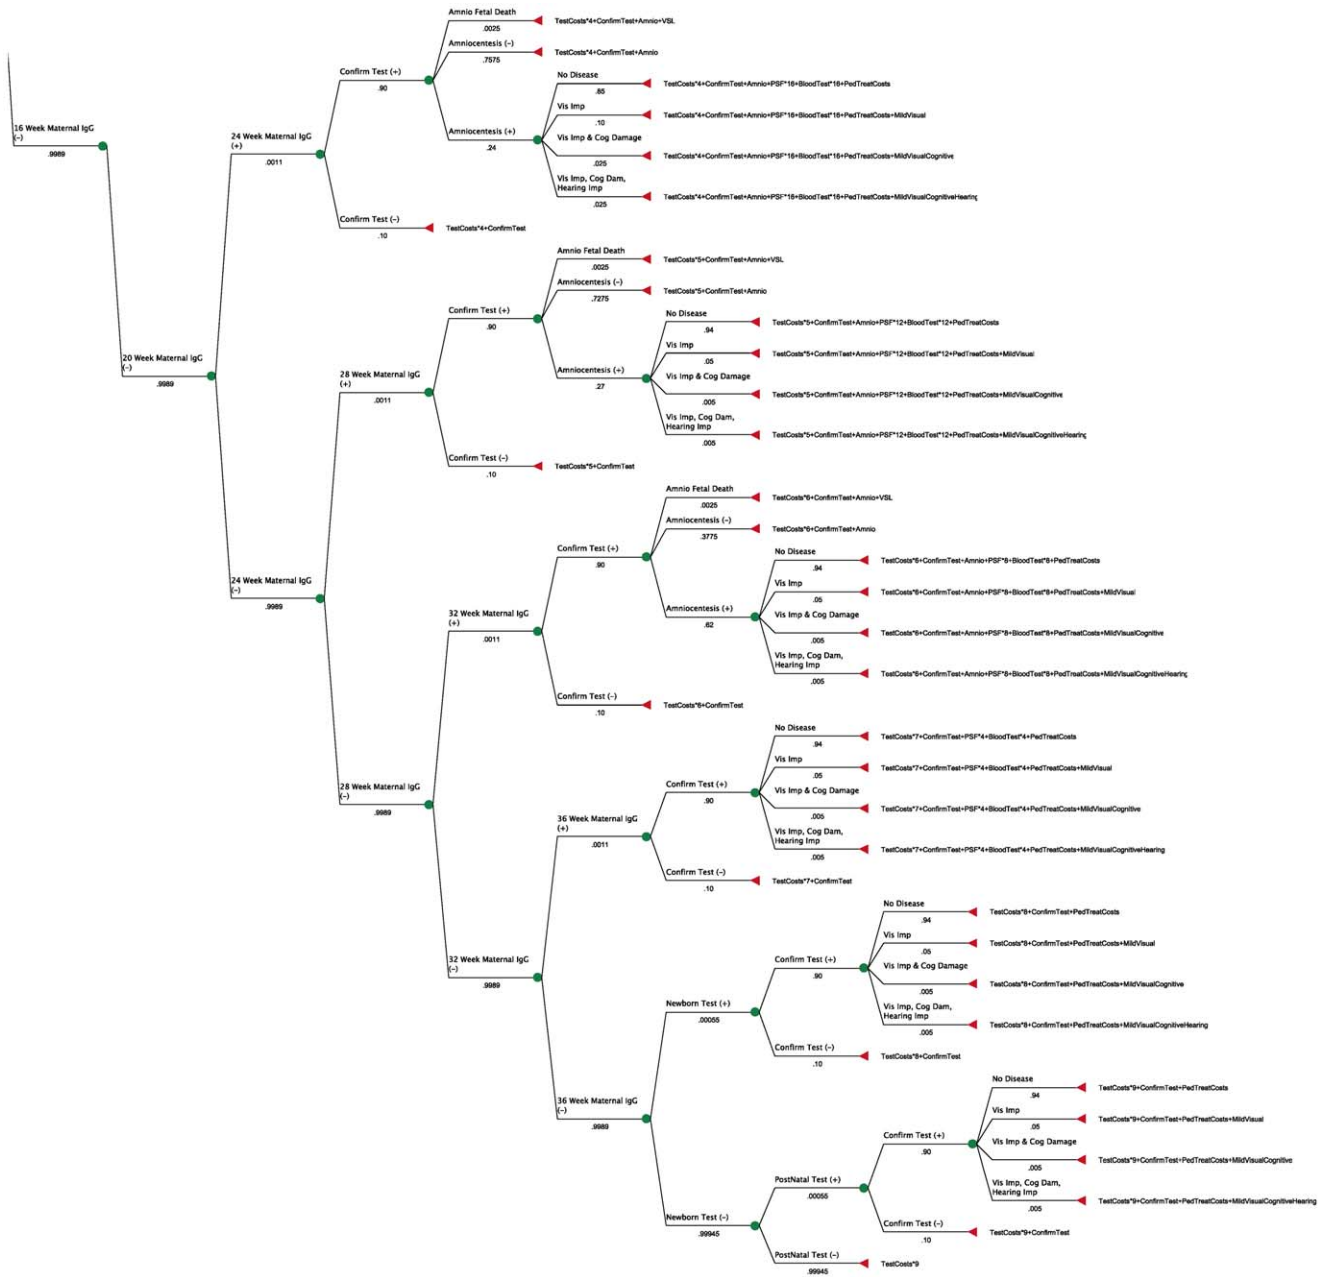 Amnio Fetal Death
.0025
TestCosts*4+ConfirmTest+Amnio+VSL
Amniocentesis (-)
.7575
TestCosts*4+ConfirmTest+Amnio
Confirm Test (+)
.90
No Disease
.85
TestCosts*4+ConfirmTest+Amnio+PSF*16+BloodTest*16+PedTreatCosts
Vis Imp
.10
TestCosts*4+ConfirmTest+Amnio+PSF*16+BloodTest*16+PedTreatCosts+MildVisual
Amniocentesis (+)
.24
Vis Imp & Cog Damage
.025
TestCosts*4+ConfirmTest+Amnio+PSF*16+BloodTest*16+PedTreatCosts+MildVisualCognitive
Vis Imp, Cog Dam,
Hearing Imp
.025
TestCosts*4+ConfirmTest+Amnio+PSF*16+BloodTest*16+PedTreatCosts+MildVisualCognitiveHearing
16 Week Maternal IgG
(-)
.9989
24 Week Maternal IgG
(+)
.0011
Confirm Test (-)
.10
TestCosts*4+ConfirmTest
Amnio Fetal Death
.0025
TestCosts*5+ConfirmTest+Amnio+VSL
Amniocentesis (-)
.7275
TestCosts*5+ConfirmTest+Amnio
Confirm Test (+)
.90
No Disease
.94
TestCosts*5+ConfirmTest+Amnio+PSF*12+BloodTest*12+PedTreatCosts
Vis Imp
.05
TestCosts*5+ConfirmTest+Amnio+PSF*12+BloodTest*12+PedTreatCosts+MildVisual
20 Week Maternal IgG
(-)
.9989
28 Week Maternal IgG
(+)
.0011
Amniocentesis (+)
.27
Vis Imp & Cog Damage
.005
TestCosts*5+ConfirmTest+Amnio+PSF*12+BloodTest*12+PedTreatCosts+MildVisualCognitive
Vis Imp, Cog Dam,
Hearing Imp
.005
TestCosts*5+ConfirmTest+Amnio+PSF*12+BloodTest*12+PedTreatCosts+MildVisualCognitiveHearing
Confirm Test (-)
.10
TestCosts*5+ConfirmTest
Amnio Fetal Death
.0025
TestCosts*6+ConfirmTest+Amnio+VSL
Amniocentesis (-)
.3775
TestCosts*6+ConfirmTest+Amnio
Confirm Test (+)
.90
No Disease
.94
TestCosts*6+ConfirmTest+Amnio+PSF*8+BloodTest*8+PedTreatCosts
Vis Imp
.05
TestCosts*6+ConfirmTest+Amnio+PSF*8+BloodTest*8+PedTreatCosts+MildVisual
24 Week Maternal IgG
(-)
.9989
32 Week Maternal IgG
(+)
.0011
Amniocentesis (+)
.62
Vis Imp & Cog Damage
.005
TestCosts*6+ConfirmTest+Amnio+PSF*8+BloodTest*8+PedTreatCosts+MildVisualCognitive
Vis Imp, Cog Dam,
Hearing Imp
.005
TestCosts*6+ConfirmTest+Amnio+PSF*8+BloodTest*8+PedTreatCosts+MildVisualCognitiveHearing
Confirm Test (-)
.10
TestCosts*6+ConfirmTest
No Disease
.94
TestCosts*7+ConfirmTest+PSF*4+BloodTest*4+PedTreatCosts
Vis Imp
.05
TestCosts*7+ConfirmTest+PSF*4+BloodTest*4+PedTreatCosts+MildVisual
28 Week Maternal IgG
(-)
.9989
Confirm Test (+)
.90
Vis Imp & Cog Damage
.005
TestCosts*7+ConfirmTest+PSF*4+BloodTest*4+PedTreatCosts+MildVisualCognitive
36 Week Maternal IgG
(+)
.0011
Vis Imp, Cog Dam,
Hearing Imp
.005
TestCosts*7+ConfirmTest+PSF*4+BloodTest*4+PedTreatCosts+MildVisualCognitiveHearing
Confirm Test (-)
.10
TestCosts*7+ConfirmTest
No Disease
.94
TestCosts*8+ConfirmTest+PedTreatCosts
Vis Imp
.05
TestCosts*8+ConfirmTest+PedTreatCosts+MildVisual
32 Week Maternal IgG
(-)
.9989
Confirm Test (+)
.90
Vis Imp & Cog Damage
.005
TestCosts*8+ConfirmTest+PedTreatCosts+MildVisualCognitive
Newborn Test (+)
.00055
Vis Imp, Cog Dam,
Hearing Imp
.005
TestCosts*8+ConfirmTest+PedTreatCosts+MildVisualCognitiveHearing
Confirm Test (-)
.10
TestCosts*8+ConfirmTest
36 Week Maternal IgG
(-)
.9989
No Disease
.94
TestCosts*9+ConfirmTest+PedTreatCosts
Vis Imp
.05
TestCosts*9+ConfirmTest+PedTreatCosts+MildVisual
Confirm Test (+)
.90
Vis Imp & Cog Damage
.005
TestCosts*9+ConfirmTest+PedTreatCosts+MildVisualCognitive
PostNatal Test (+)
.00055
Vis Imp, Cog Dam,
Hearing Imp
.005
TestCosts*9+ConfirmTest+PedTreatCosts+MildVisualCognitiveHearing
Newborn Test (-)
.99945
Confirm Test (-)
.10
TestCosts*9+ConfirmTest
PostNatal Test (-)
.99945
TestCosts*9